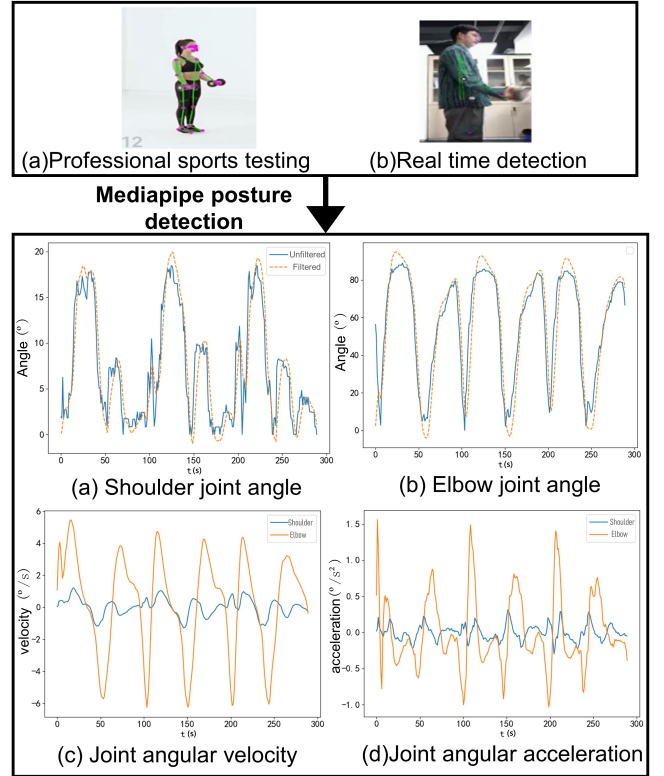 12
(a)Professional sports testing
(b)Real time detection
Mediapipe posture
detection
Unfiltered
Filtered
Angle (°)
20
15
10
5
0
0 50 100 150 200 250 300
t(s)
(a) Shoulder joint angle
Angle (°)
80
60
40
20
0
0 50 100 150 200 250 300
t(s)
(b) Elbow joint angle
Shoulder
Elbow
velocity(°/s)
6
4
2
0
−2
−4
−6
0 50 100 150 200 250 300
t(s)
(c) Joint angular velocity
Shoulder
Elbow
acceleration(°/s²)
1.5
1.0
0.5
0.0
−0.5
−1.0
0 50 100 150 200 250 300
t(s)
(d)Joint angular acceleration